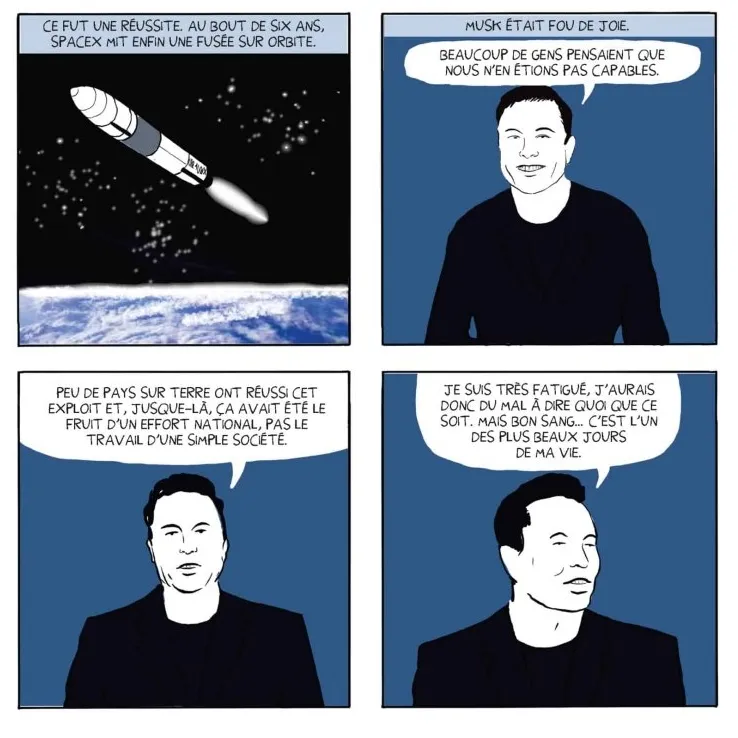 CE FUT UNE RÉUSSITE. AU BOUT DE SIX ANS,
SPACEX MIT ENFIN UNE FUSÉE SUR ORBITE.
MUSK ÉTAIT FOU DE JOIE.
BEAUCOUP DE GENS PENSAIENT QUE
NOUS N'EN ÉTIONS PAS CAPABLES.
PEU DE PAYS SUR TERRE ONT RÉUSSI CET
EXPLOIT ET, JUSQUE-LÀ, ÇA AVAIT ÉTÉ LE
FRUIT D'UN EFFORT NATIONAL, PAS LE
TRAVAIL D'UNE SIMPLE SOCIÉTÉ.
JE SUIS TRÈS FATIGUÉ, J'AURAIS
DONC DU MAL À DIRE QUOI QUE CE
SOIT. MAIS BON SANG... C'EST L'UN
DES PLUS BEAUX JOURS
DE MA VIE.